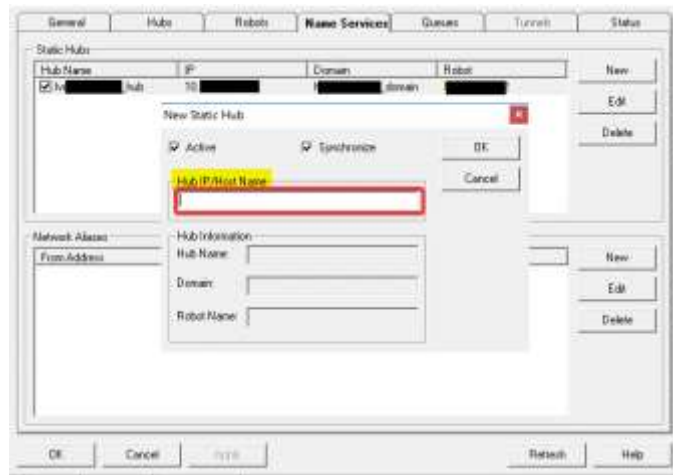 General Hubs Robots Name Services Queues Tunnels Status
Static Hubs
Hub Name IP Domain Robot New
hub 10. domain
Edit
New Static Hub
Delete
Active Synchronize OK
Hub IP/Host Name Cancel
Network Aliases Hub Information
From Address Hub Name: New
Domain: Edit
Robot Name: Delete
OK Cancel Refresh Help